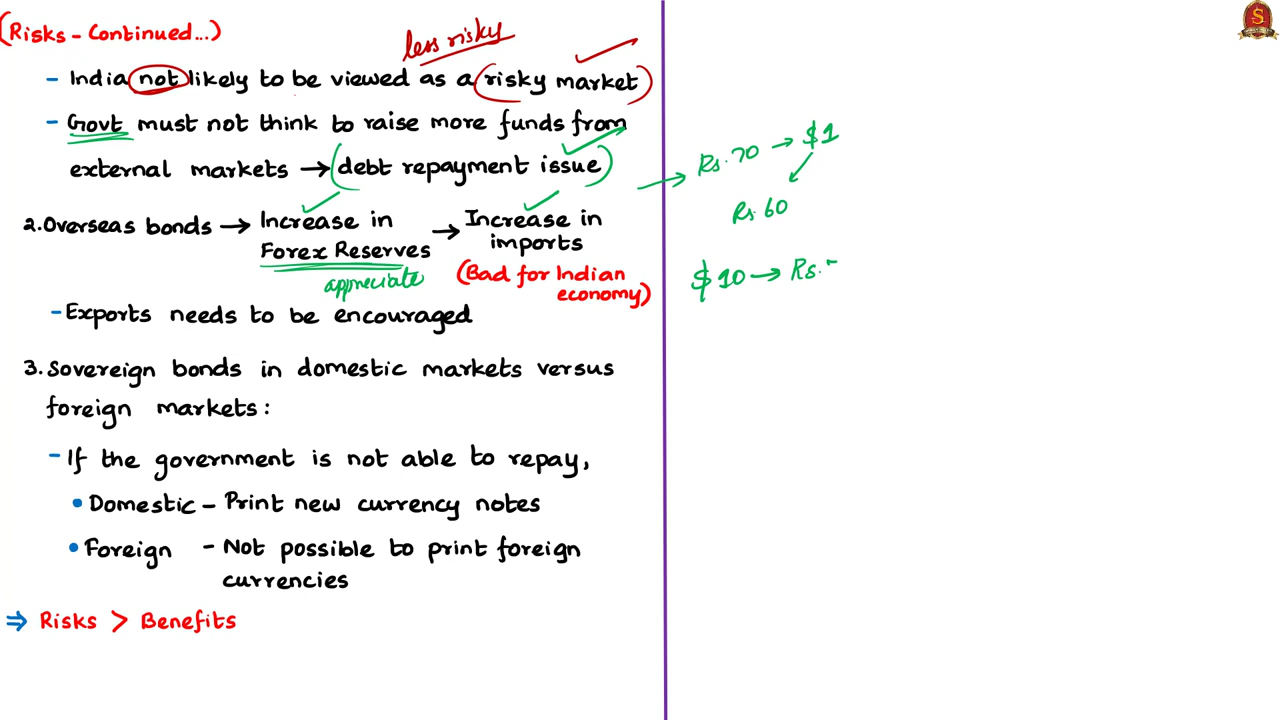 (Risks - Continued...)
less risky
- India not likely to be viewed as a (risky market)
- Govt must not think to raise more funds from
external markets → (debt repayment issue)
2. Overseas bonds → Increase in → Increase in
Forex Reserves imports
appreciate (Bad for Indian
economy)
- Exports needs to be encouraged
3. Sovereign bonds in domestic markets versus
foreign markets:
- If the government is not able to repay,
• Domestic - Print new currency notes
• Foreign - Not possible to print foreign
currencies
⇒ Risks > Benefits
→ Rs. 70 → $1
Rs. 60
$10 → Rs.
S